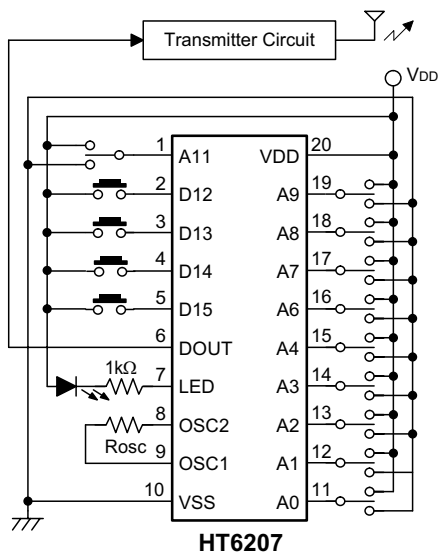 Transmitter Circuit
VDD
1 A11 VDD 20
2 D12 A9 19
3 D13 A8 18
4 D14 A7 17
5 D15 A6 16
6 DOUT A4 15
1kΩ 7 LED A3 14
8 OSC2 A2 13
Rosc
9 OSC1 A1 12
10 VSS A0 11
HT6207